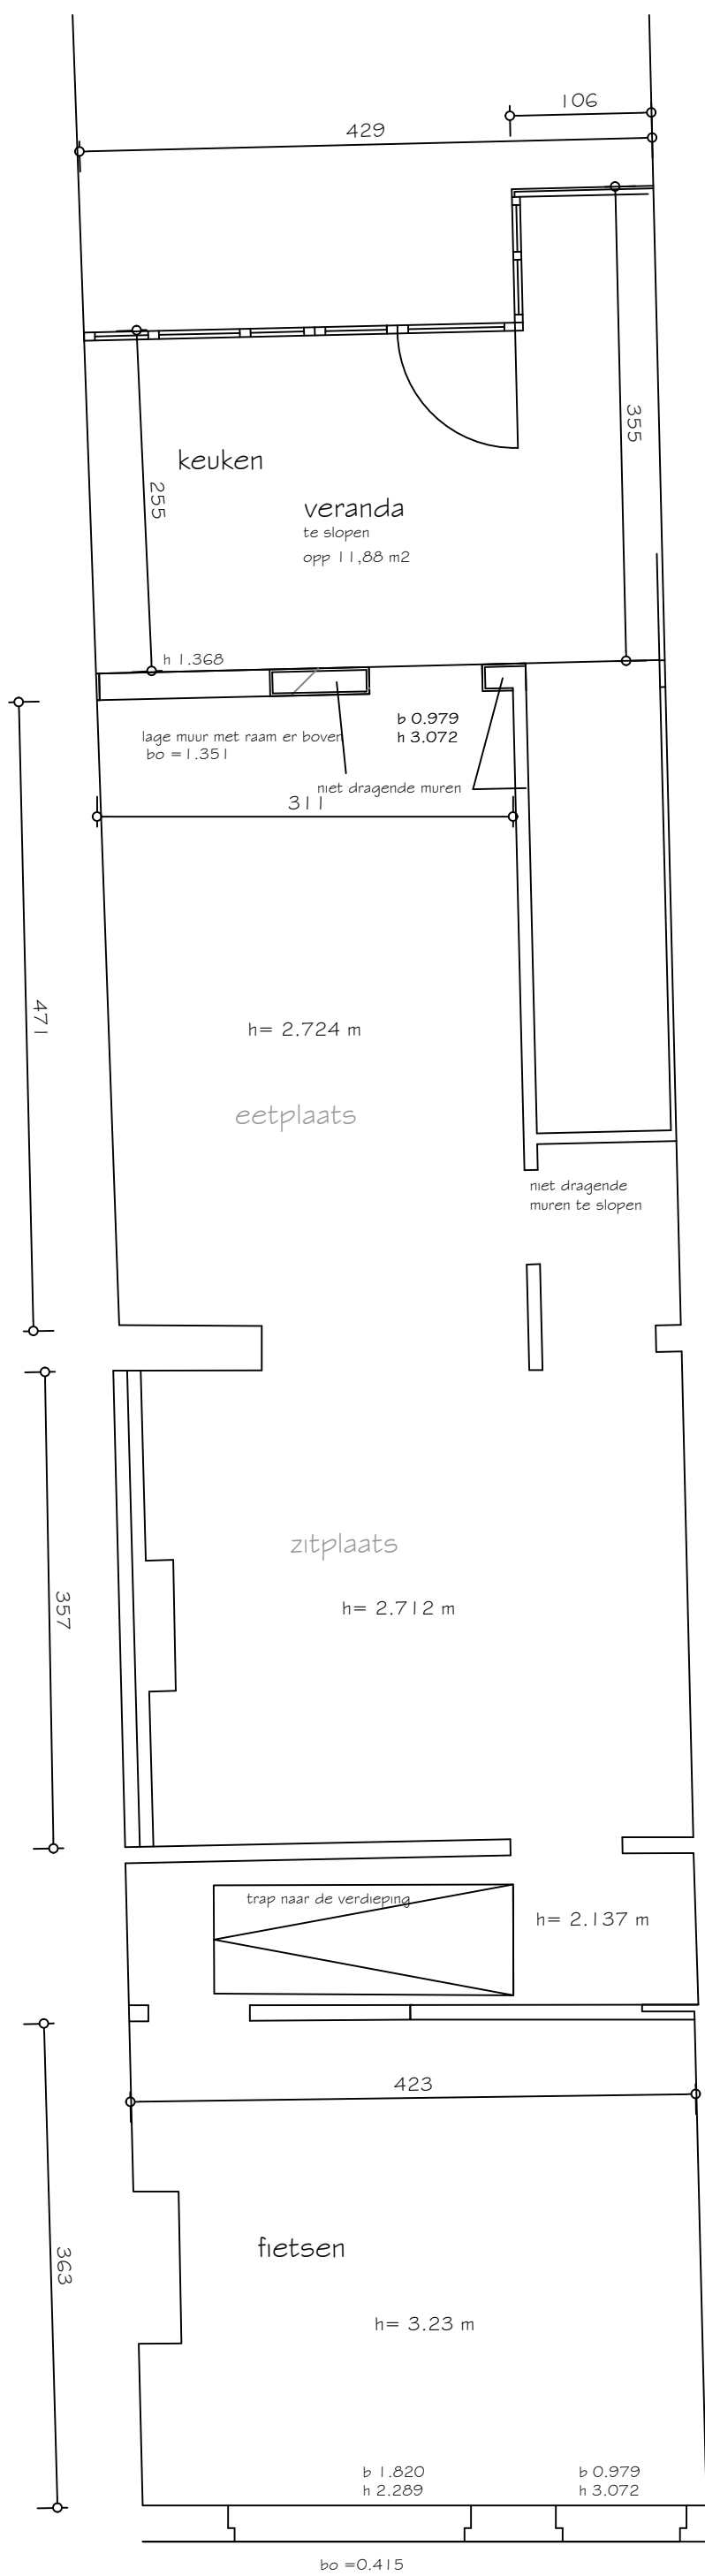 106
429
355
keuken
255
veranda
te slopen
opp 11,88 m2
h 1.368
b 0.979
h 3.072
lage muur met raam er boven
bo =1.351
niet dragende muren
311
471
h= 2.724 m
eetplaats
niet dragende
muren te slopen
zitplaats
357
h= 2.712 m
trap naar de verdieping
h= 2.137 m
423
fietsen
363
h= 3.23 m
b 1.820
h 2.289
b 0.979
h 3.072
bo =0.415